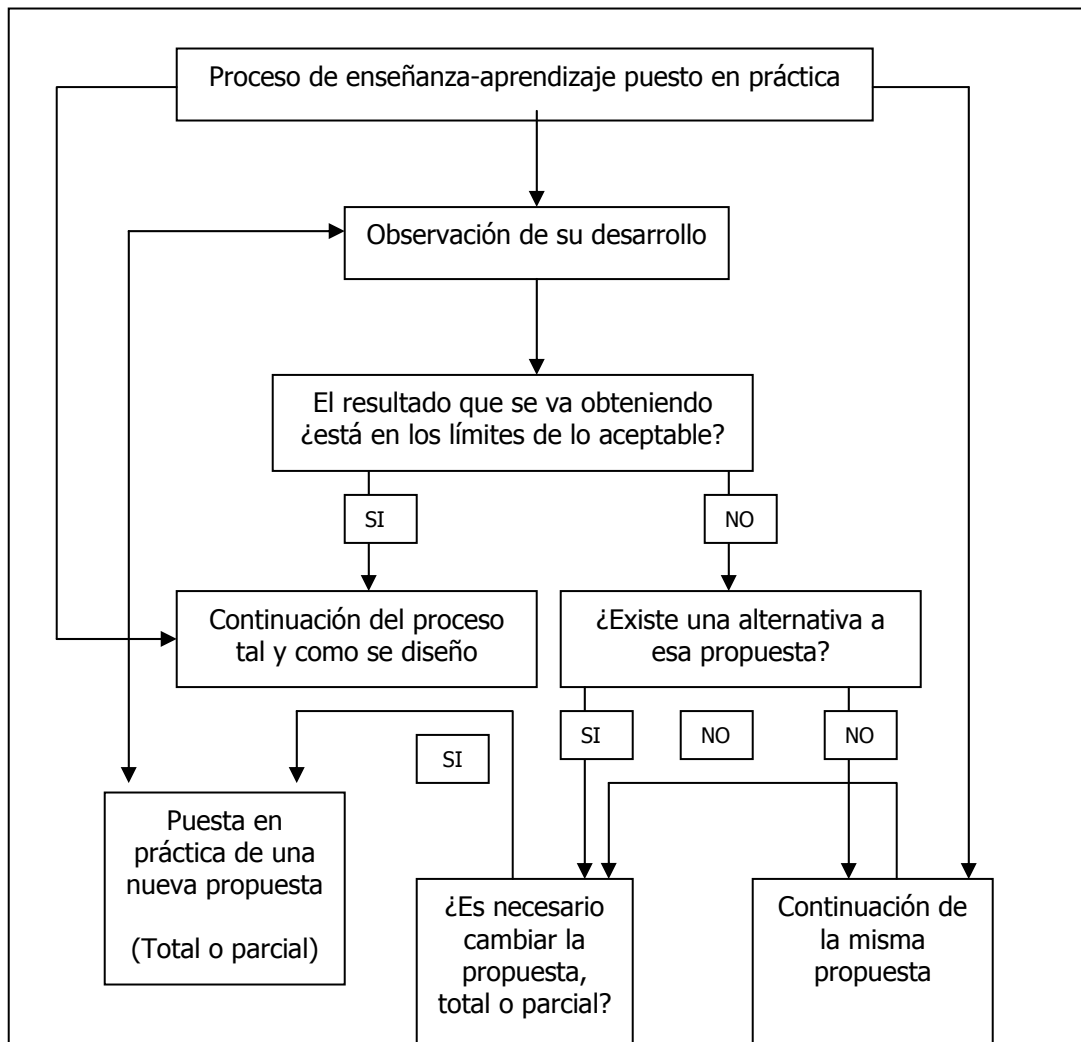 Proceso de enseñanza-aprendizaje puesto en práctica
Observación de su desarrollo
El resultado que se va obteniendo
¿está en los límites de lo aceptable?
SI
NO
Continuación del proceso
tal y como se diseño
¿Existe una alternativa a
esa propuesta?
SI
SI
NO
NO
Puesta en
práctica de una
nueva propuesta
(Total o parcial)
¿Es necesario
cambiar la
propuesta,
total o parcial?
Continuación de
la misma
propuesta